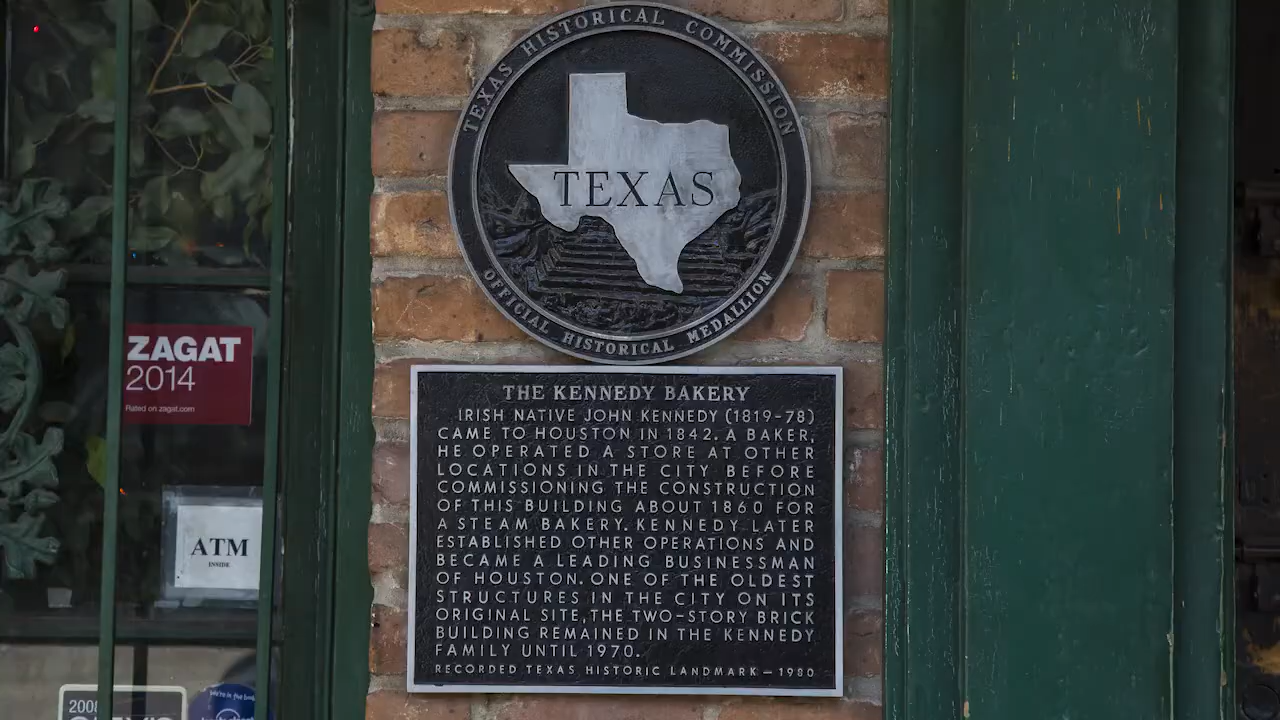 TEXAS HISTORICAL COMMISSION
TEXAS
OFFICIAL HISTORICAL MEDALLION
THE KENNEDY BAKERY
IRISH NATIVE JOHN KENNEDY (1819-78)
CAME TO HOUSTON IN 1842. A BAKER,
HE OPERATED A STORE AT OTHER
LOCATIONS IN THE CITY BEFORE
COMMISSIONING THE CONSTRUCTION
OF THIS BUILDING ABOUT 1860 FOR
A STEAM BAKERY. KENNEDY LATER
ESTABLISHED OTHER OPERATIONS AND
BECAME A LEADING BUSINESSMAN
OF HOUSTON. ONE OF THE OLDEST
STRUCTURES IN THE CITY ON ITS
ORIGINAL SITE, THE TWO-STORY BRICK
BUILDING REMAINED IN THE KENNEDY
FAMILY UNTIL 1970.
RECORDED TEXAS HISTORIC LANDMARK – 1980
ZAGAT
2014
Rated on zagat.com
ATM
INSIDE
We're in the